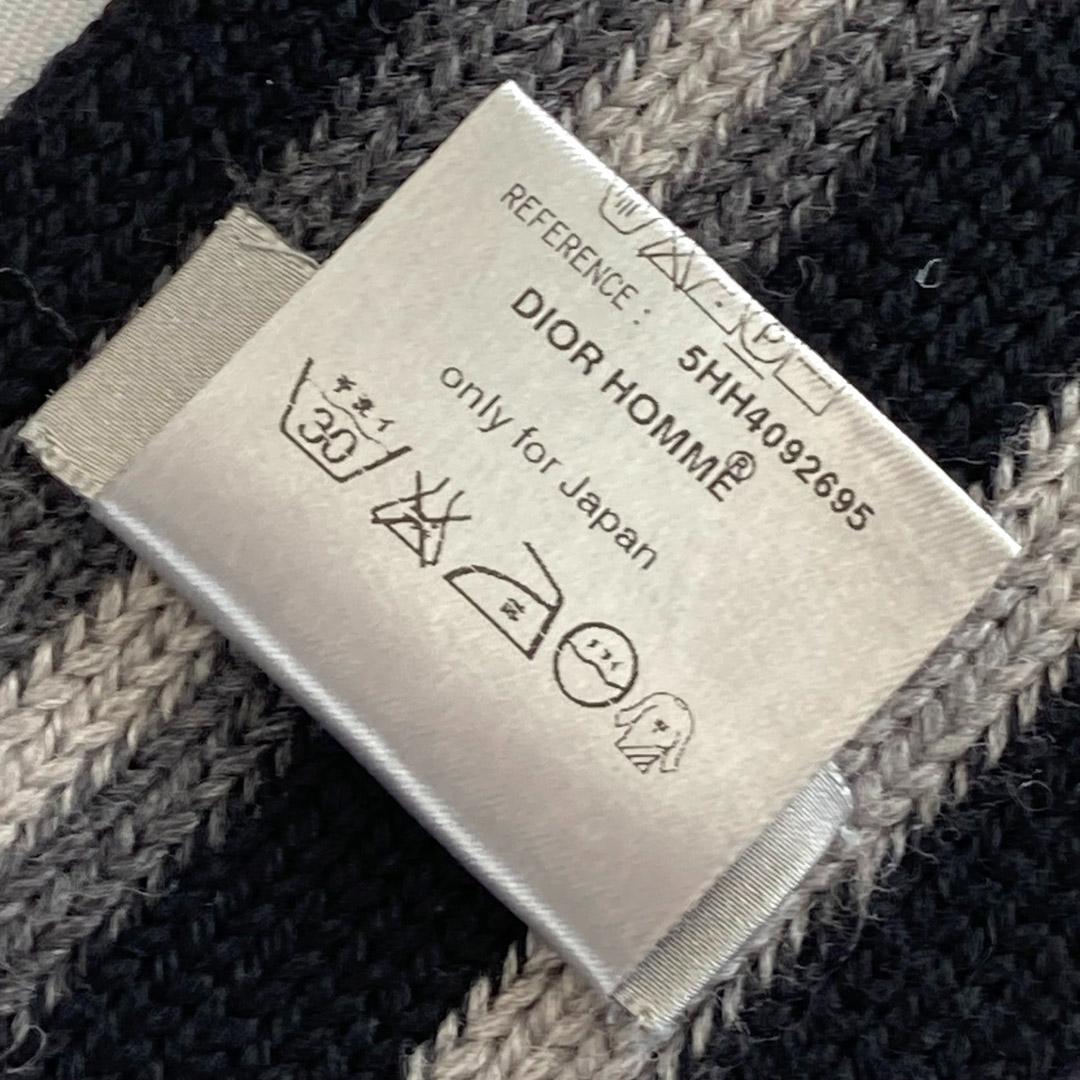 REFERENCE : 5HH4092695
DIOR HOMME®
only for Japan
30